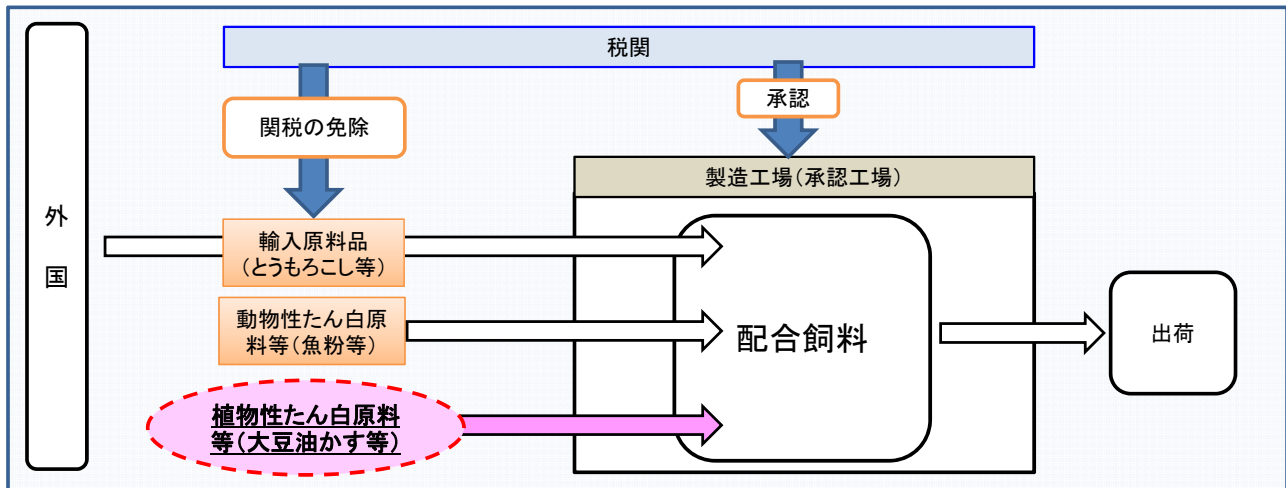 税関
関税の免除
承認
製造工場（承認工場）
外
国
輸入原料品
（とうもろこし等）
動物性たん白原
料等（魚粉等）
植物性たん白原料
等（大豆油かす等）
配合飼料
出荷